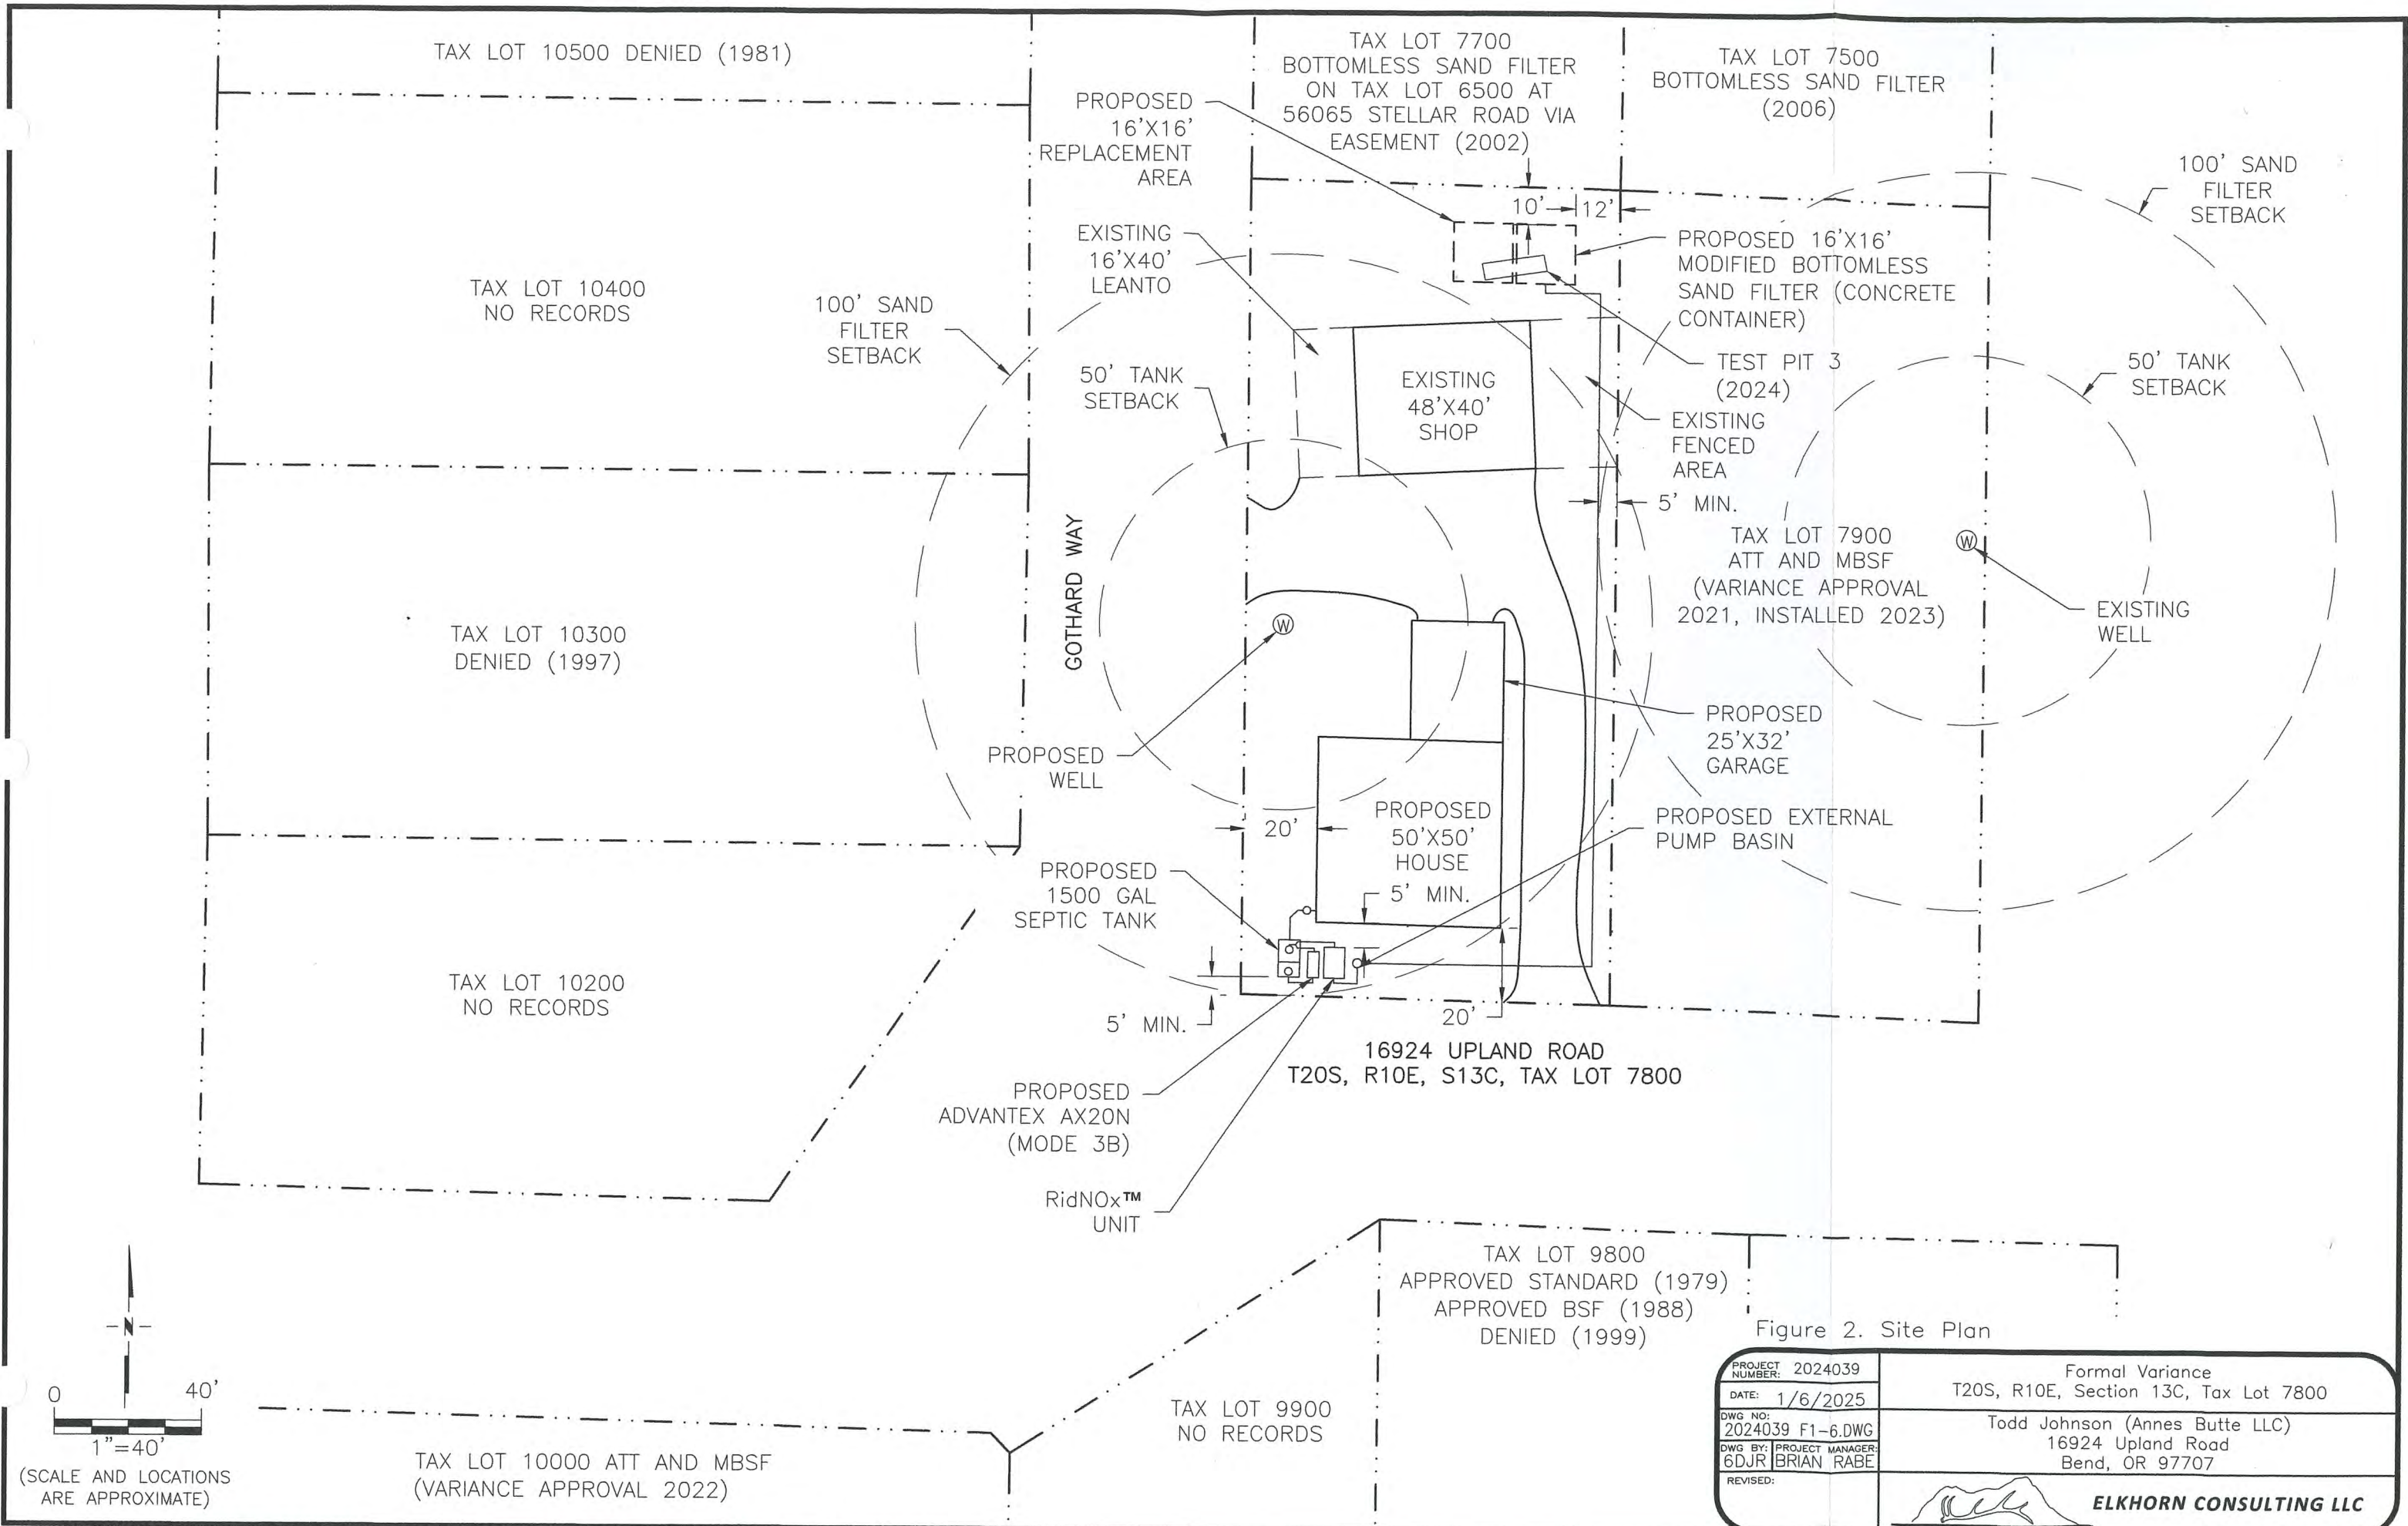 TAX LOT 10500 DENIED (1981)
TAX LOT 7700
BOTTOMLESS SAND FILTER
ON TAX LOT 6500 AT
56065 STELLAR ROAD VIA
EASEMENT (2002)
TAX LOT 7500
BOTTOMLESS SAND FILTER
(2006)
PROPOSED
16'X16'
REPLACEMENT
AREA
100' SAND
FILTER
SETBACK
10'
12'
EXISTING
16'X40'
LEANTO
PROPOSED 16'X16'
MODIFIED BOTTOMLESS
SAND FILTER (CONCRETE
CONTAINER)
TAX LOT 10400
NO RECORDS
100' SAND
FILTER
SETBACK
50' TANK
SETBACK
EXISTING
48'X40'
SHOP
TEST PIT 3
(2024)
50' TANK
SETBACK
EXISTING
FENCED
AREA
5' MIN.
GOTHARD WAY
TAX LOT 7900
ATT AND MBSF
(VARIANCE APPROVAL
2021, INSTALLED 2023)
W
EXISTING
WELL
TAX LOT 10300
DENIED (1997)
W
PROPOSED
WELL
PROPOSED
25'X32'
GARAGE
20'
PROPOSED
50'X50'
HOUSE
PROPOSED EXTERNAL
PUMP BASIN
PROPOSED
1500 GAL
SEPTIC TANK
5' MIN.
TAX LOT 10200
NO RECORDS
5' MIN.
20'
16924 UPLAND ROAD
T20S, R10E, S13C, TAX LOT 7800
PROPOSED
ADVANTEX AX20N
(MODE 3B)
RidNOx™
UNIT
TAX LOT 9800
APPROVED STANDARD (1979)
APPROVED BSF (1988)
DENIED (1999)
N
0 40'
1"=40'
(SCALE AND LOCATIONS
ARE APPROXIMATE)
TAX LOT 10000 ATT AND MBSF
(VARIANCE APPROVAL 2022)
TAX LOT 9900
NO RECORDS
Figure 2. Site Plan
PROJECT NUMBER: 2024039
DATE: 1/6/2025
DWG NO:
2024039 F1-6.DWG
DWG BY: PROJECT MANAGER:
6DJR BRIAN RABE
REVISED:
Formal Variance
T20S, R10E, Section 13C, Tax Lot 7800
Todd Johnson (Annes Butte LLC)
16924 Upland Road
Bend, OR 97707
ELKHORN CONSULTING LLC